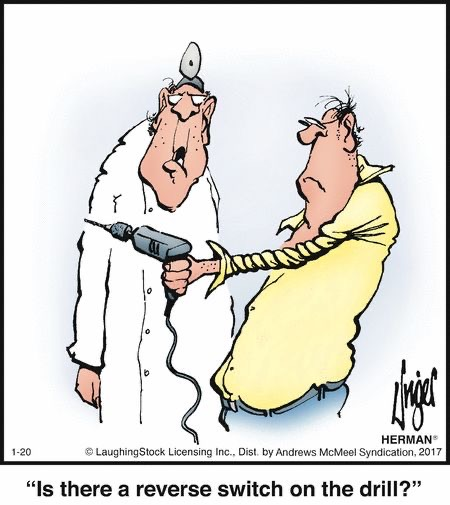 Unger
HERMAN®
1-20 © LaughingStock Licensing Inc., Dist. by Andrews McMeel Syndication, 2017
“Is there a reverse switch on the drill?”